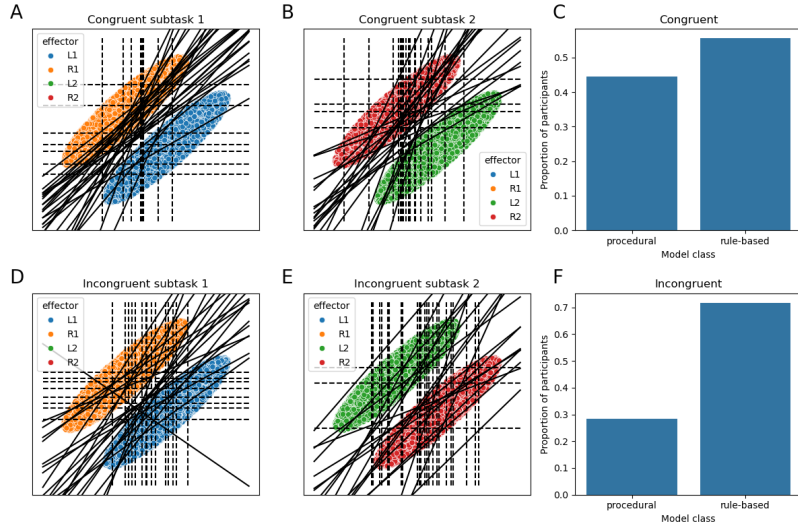 A
Congruent subtask 1
effector
L1
R1
L2
R2
B
Congruent subtask 2
effector
L1
R1
L2
R2
C
Congruent
Proportion of participants
0.5
0.4
0.3
0.2
0.1
0.0
procedural
rule-based
Model class
D
Incongruent subtask 1
effector
L1
R1
L2
R2
E
Incongruent subtask 2
effector
L1
R1
L2
R2
F
Incongruent
Proportion of participants
0.7
0.6
0.5
0.4
0.3
0.2
0.1
0.0
procedural
rule-based
Model class